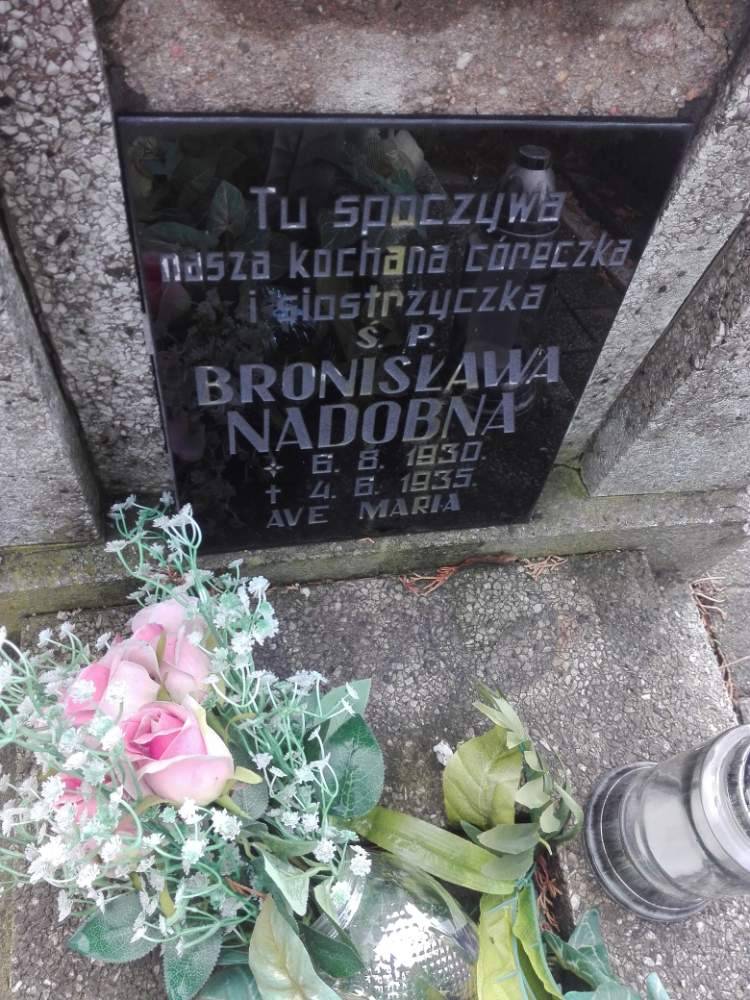 Tu spoczywa
nasza kochana córeczka
i siostrzyczka
Ś. P.
BRONISŁAWA
NADOBNA
✧ 6. 8. 1930.
† 4. 6. 1935.
AVE MARIA